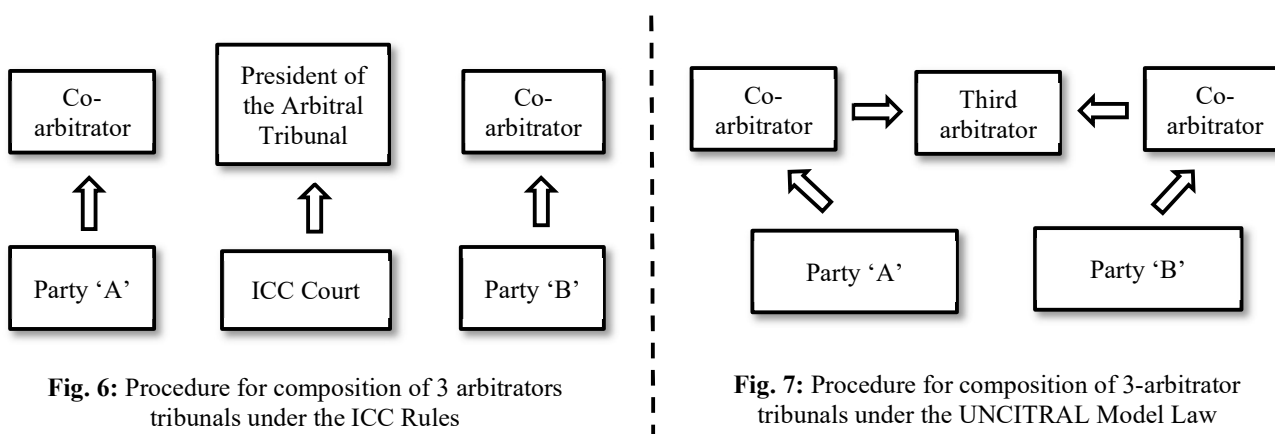 Co-
arbitrator
President of
the Arbitral
Tribunal
Co-
arbitrator
Party ‘A’
ICC Court
Party ‘B’
Fig. 6: Procedure for composition of 3 arbitrators
tribunals under the ICC Rules
Co-
arbitrator
Third
arbitrator
Co-
arbitrator
Party ‘A’
Party ‘B’
Fig. 7: Procedure for composition of 3-arbitrator
tribunals under the UNCITRAL Model Law